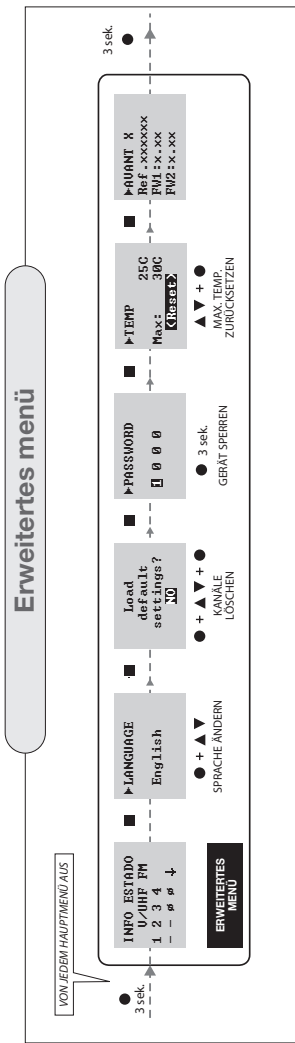 Erweitertes menü
VON JEDEM HAUPTMENÜ AUS
3 sek.
INFO ESTADO
U/UHF FM
1 2 3 4
– – ø ø
ERWEITERTES
MENÜ
▶LANGUAGE
English
● + ▲ ▼
SPRACHE ÄNDERN
Load
default
settings?
NO
● + ▲ ▼ + ●
KANÄLE
LÖSCHEN
▶PASSWORD
1 0 0 0
● 3 sek.
GERÄT SPERREN
▶TEMP
25C
Max: 30C
<Reset>
▲ ▼ + ●
MAX. TEMP.
ZURÜCKSETZEN
▶AVANT X
Ref.xxxxxx
FW1:x.xx
FW2:x.xx
3 sek.